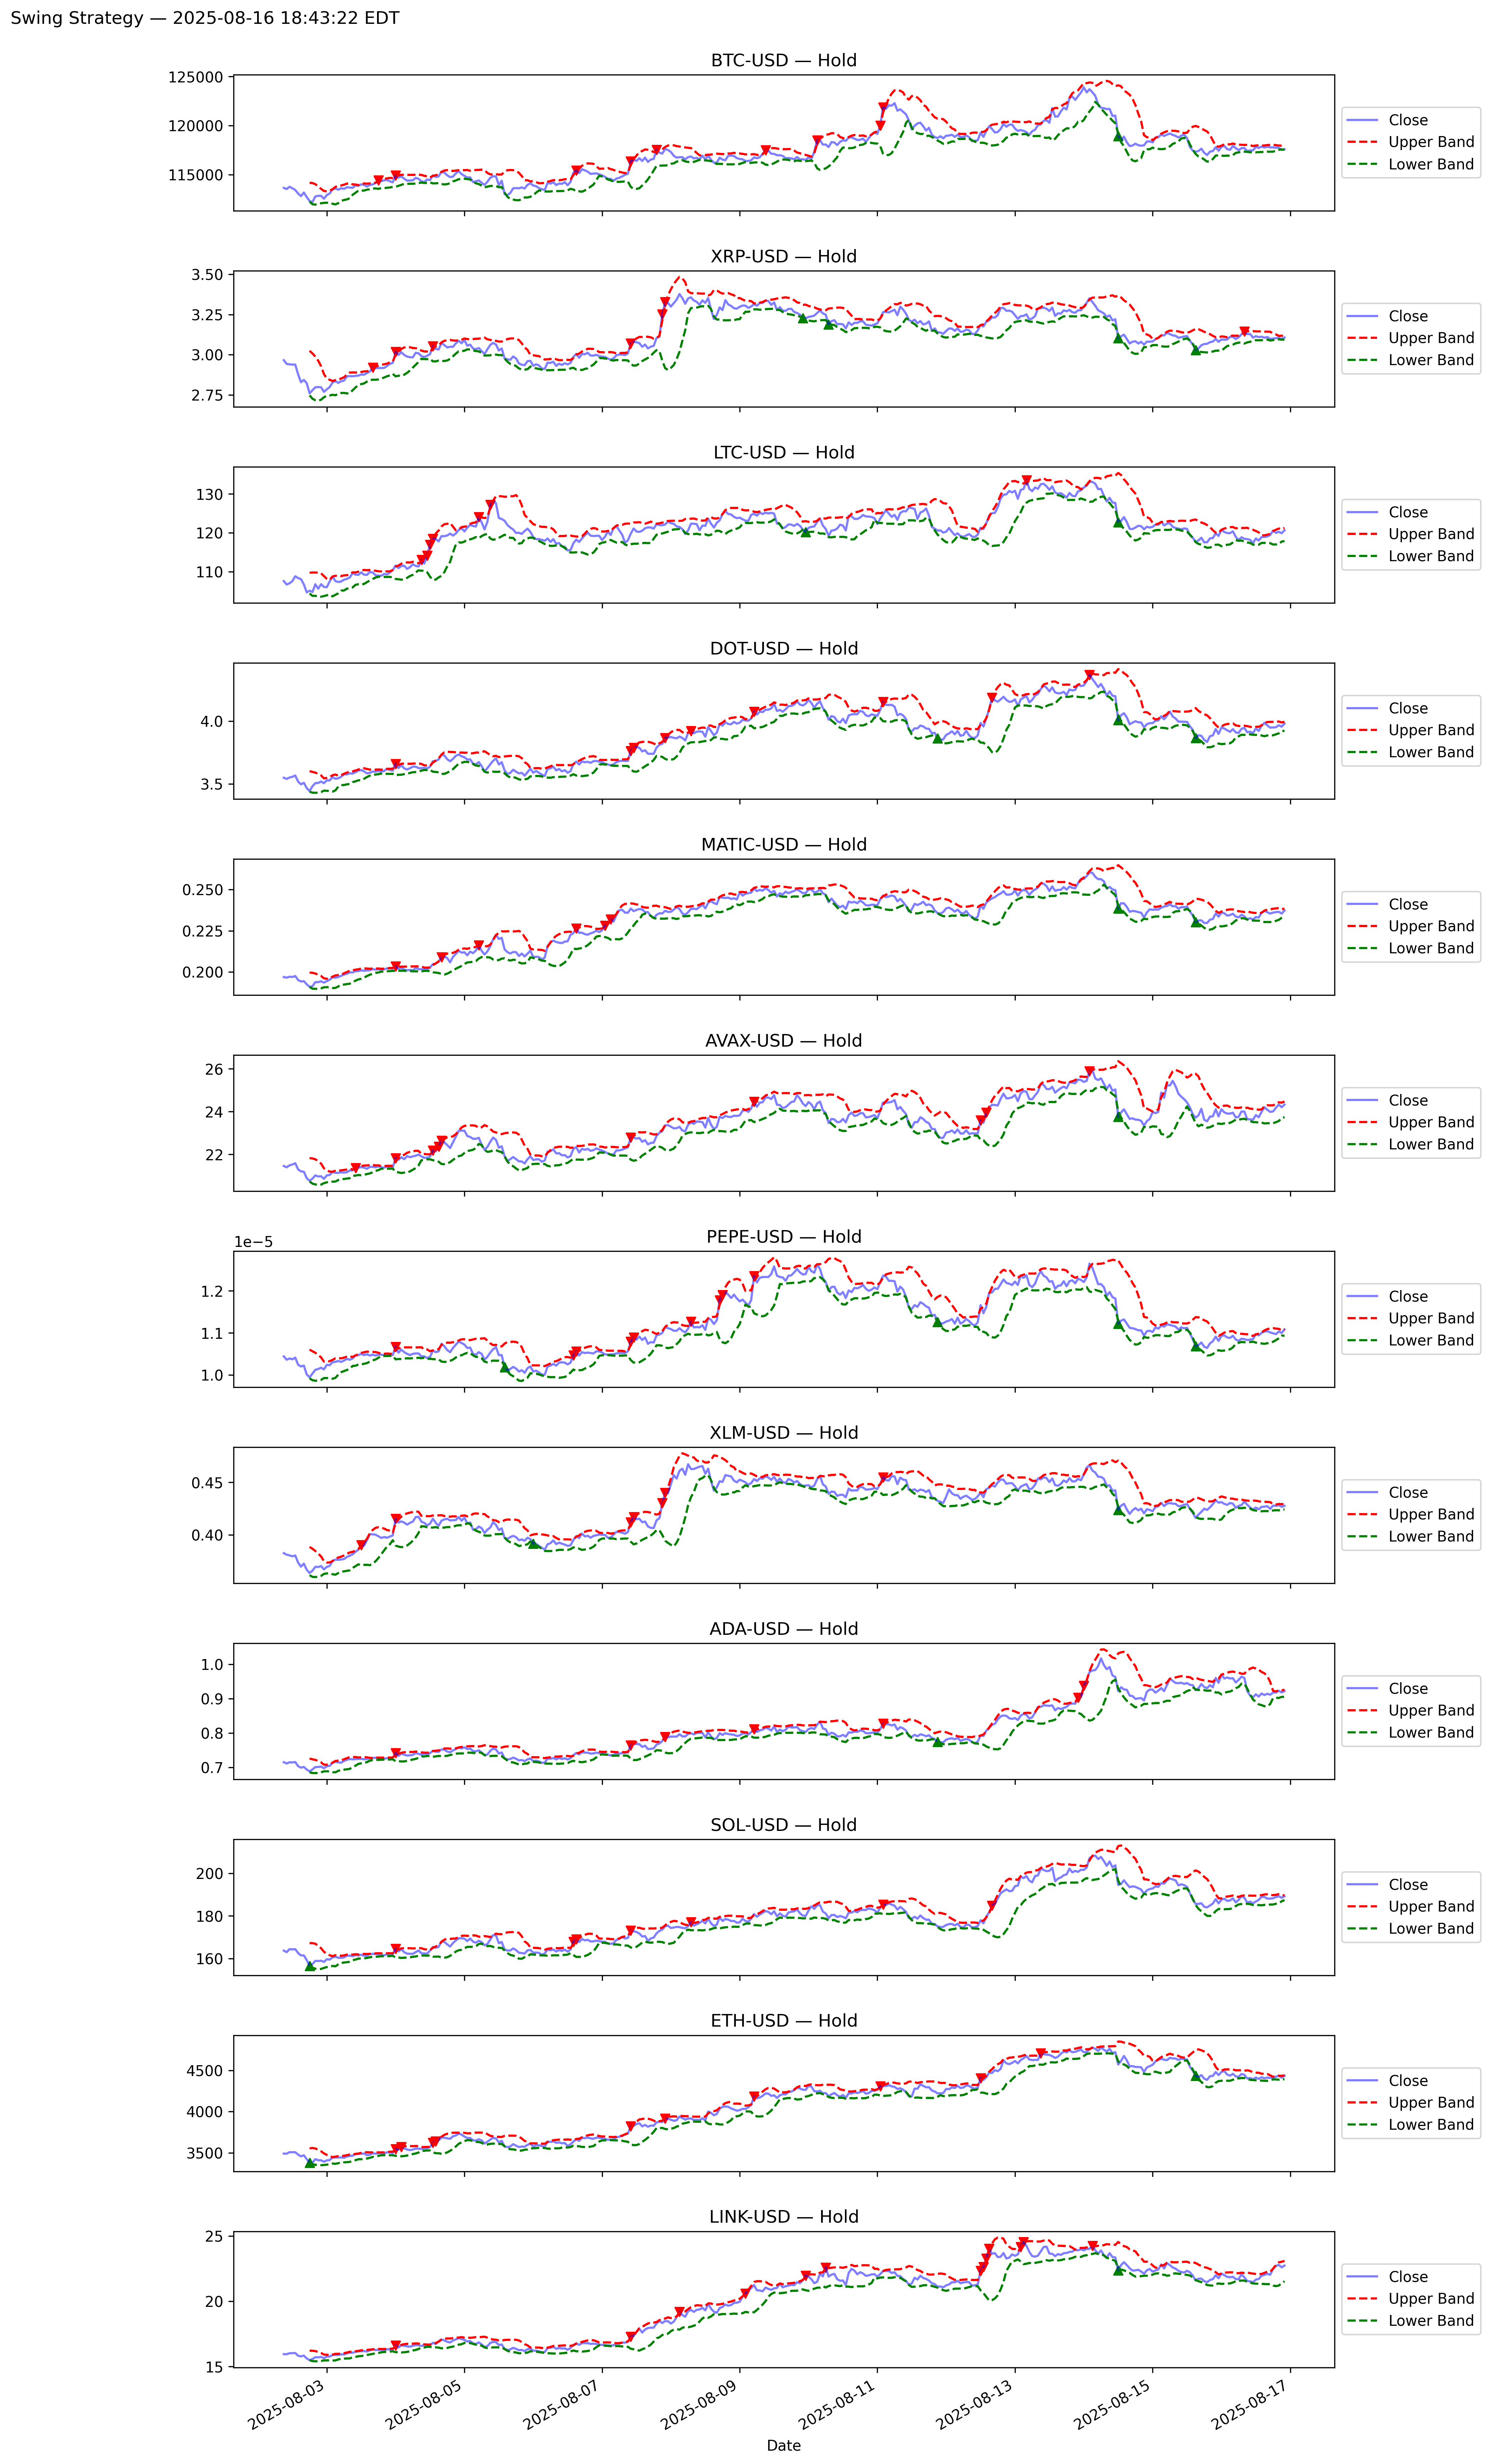 Swing Strategy — 2025-08-16 18:43:22 EDT
BTC-USD — Hold
125000
120000
115000
Close
Upper Band
Lower Band
XRP-USD — Hold
3.50
3.25
3.00
2.75
Close
Upper Band
Lower Band
LTC-USD — Hold
130
120
110
Close
Upper Band
Lower Band
DOT-USD — Hold
4.0
3.5
Close
Upper Band
Lower Band
MATIC-USD — Hold
0.250
0.225
0.200
Close
Upper Band
Lower Band
AVAX-USD — Hold
26
24
22
Close
Upper Band
Lower Band
PEPE-USD — Hold
1e−5
1.2
1.1
1.0
Close
Upper Band
Lower Band
XLM-USD — Hold
0.45
0.40
Close
Upper Band
Lower Band
ADA-USD — Hold
1.0
0.9
0.8
0.7
Close
Upper Band
Lower Band
SOL-USD — Hold
200
180
160
Close
Upper Band
Lower Band
ETH-USD — Hold
4500
4000
3500
Close
Upper Band
Lower Band
LINK-USD — Hold
25
20
15
Close
Upper Band
Lower Band
2025-08-03
2025-08-05
2025-08-07
2025-08-09
2025-08-11
2025-08-13
2025-08-15
2025-08-17
Date